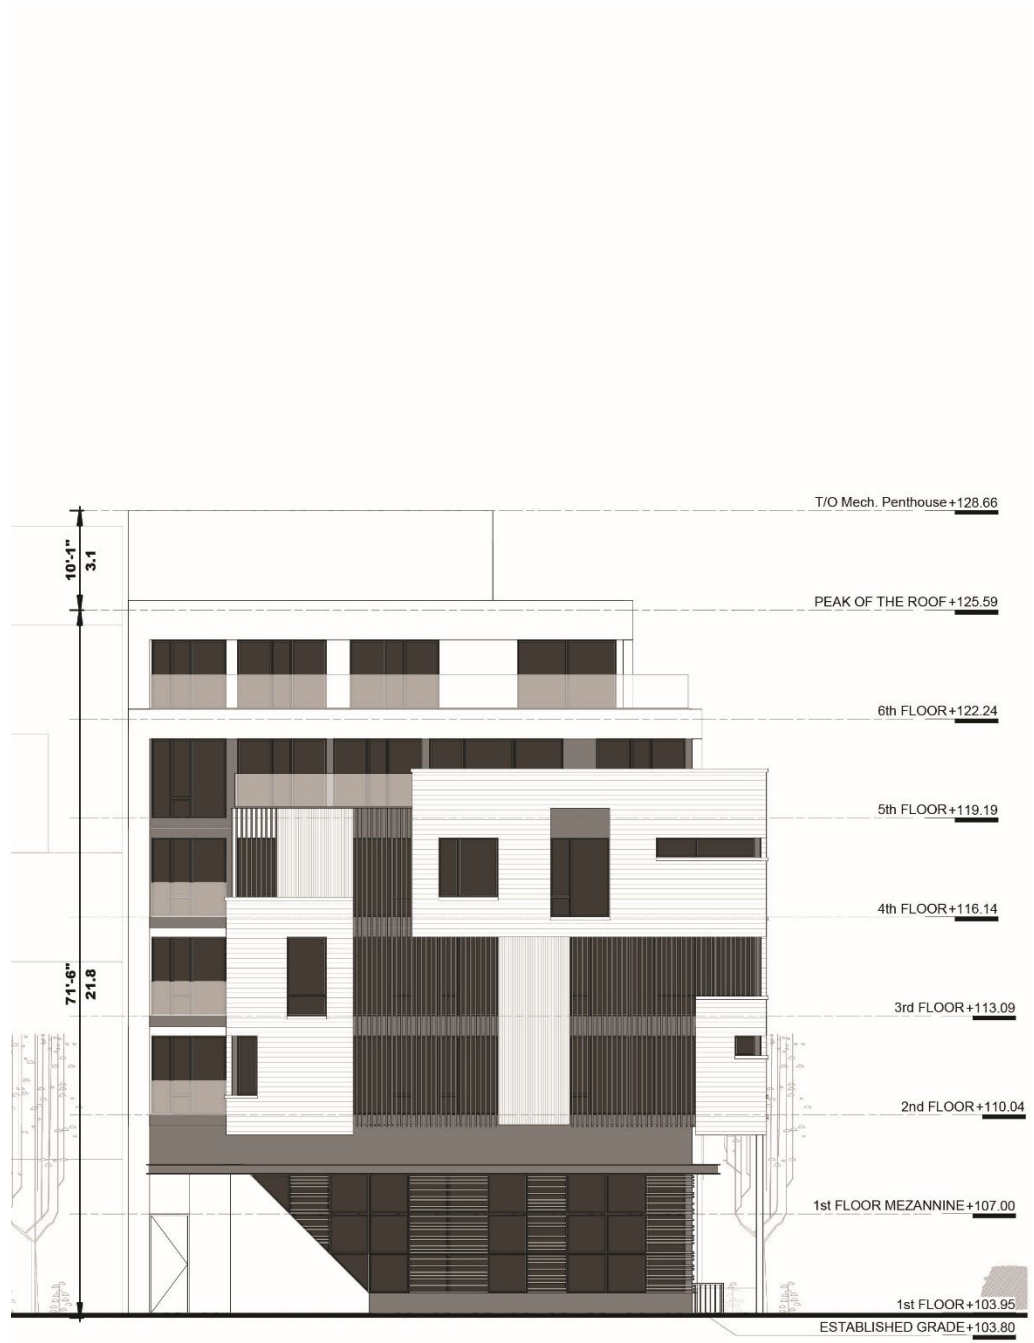 T/O Mech. Penthouse+128.66
10'-1"
3.1
PEAK OF THE ROOF+125.59
6th FLOOR+122.24
5th FLOOR+119.19
4th FLOOR+116.14
71'-6"
21.8
3rd FLOOR+113.09
2nd FLOOR+110.04
1st FLOOR MEZANNINE+107.00
1st FLOOR+103.95
ESTABLISHED GRADE+103.80